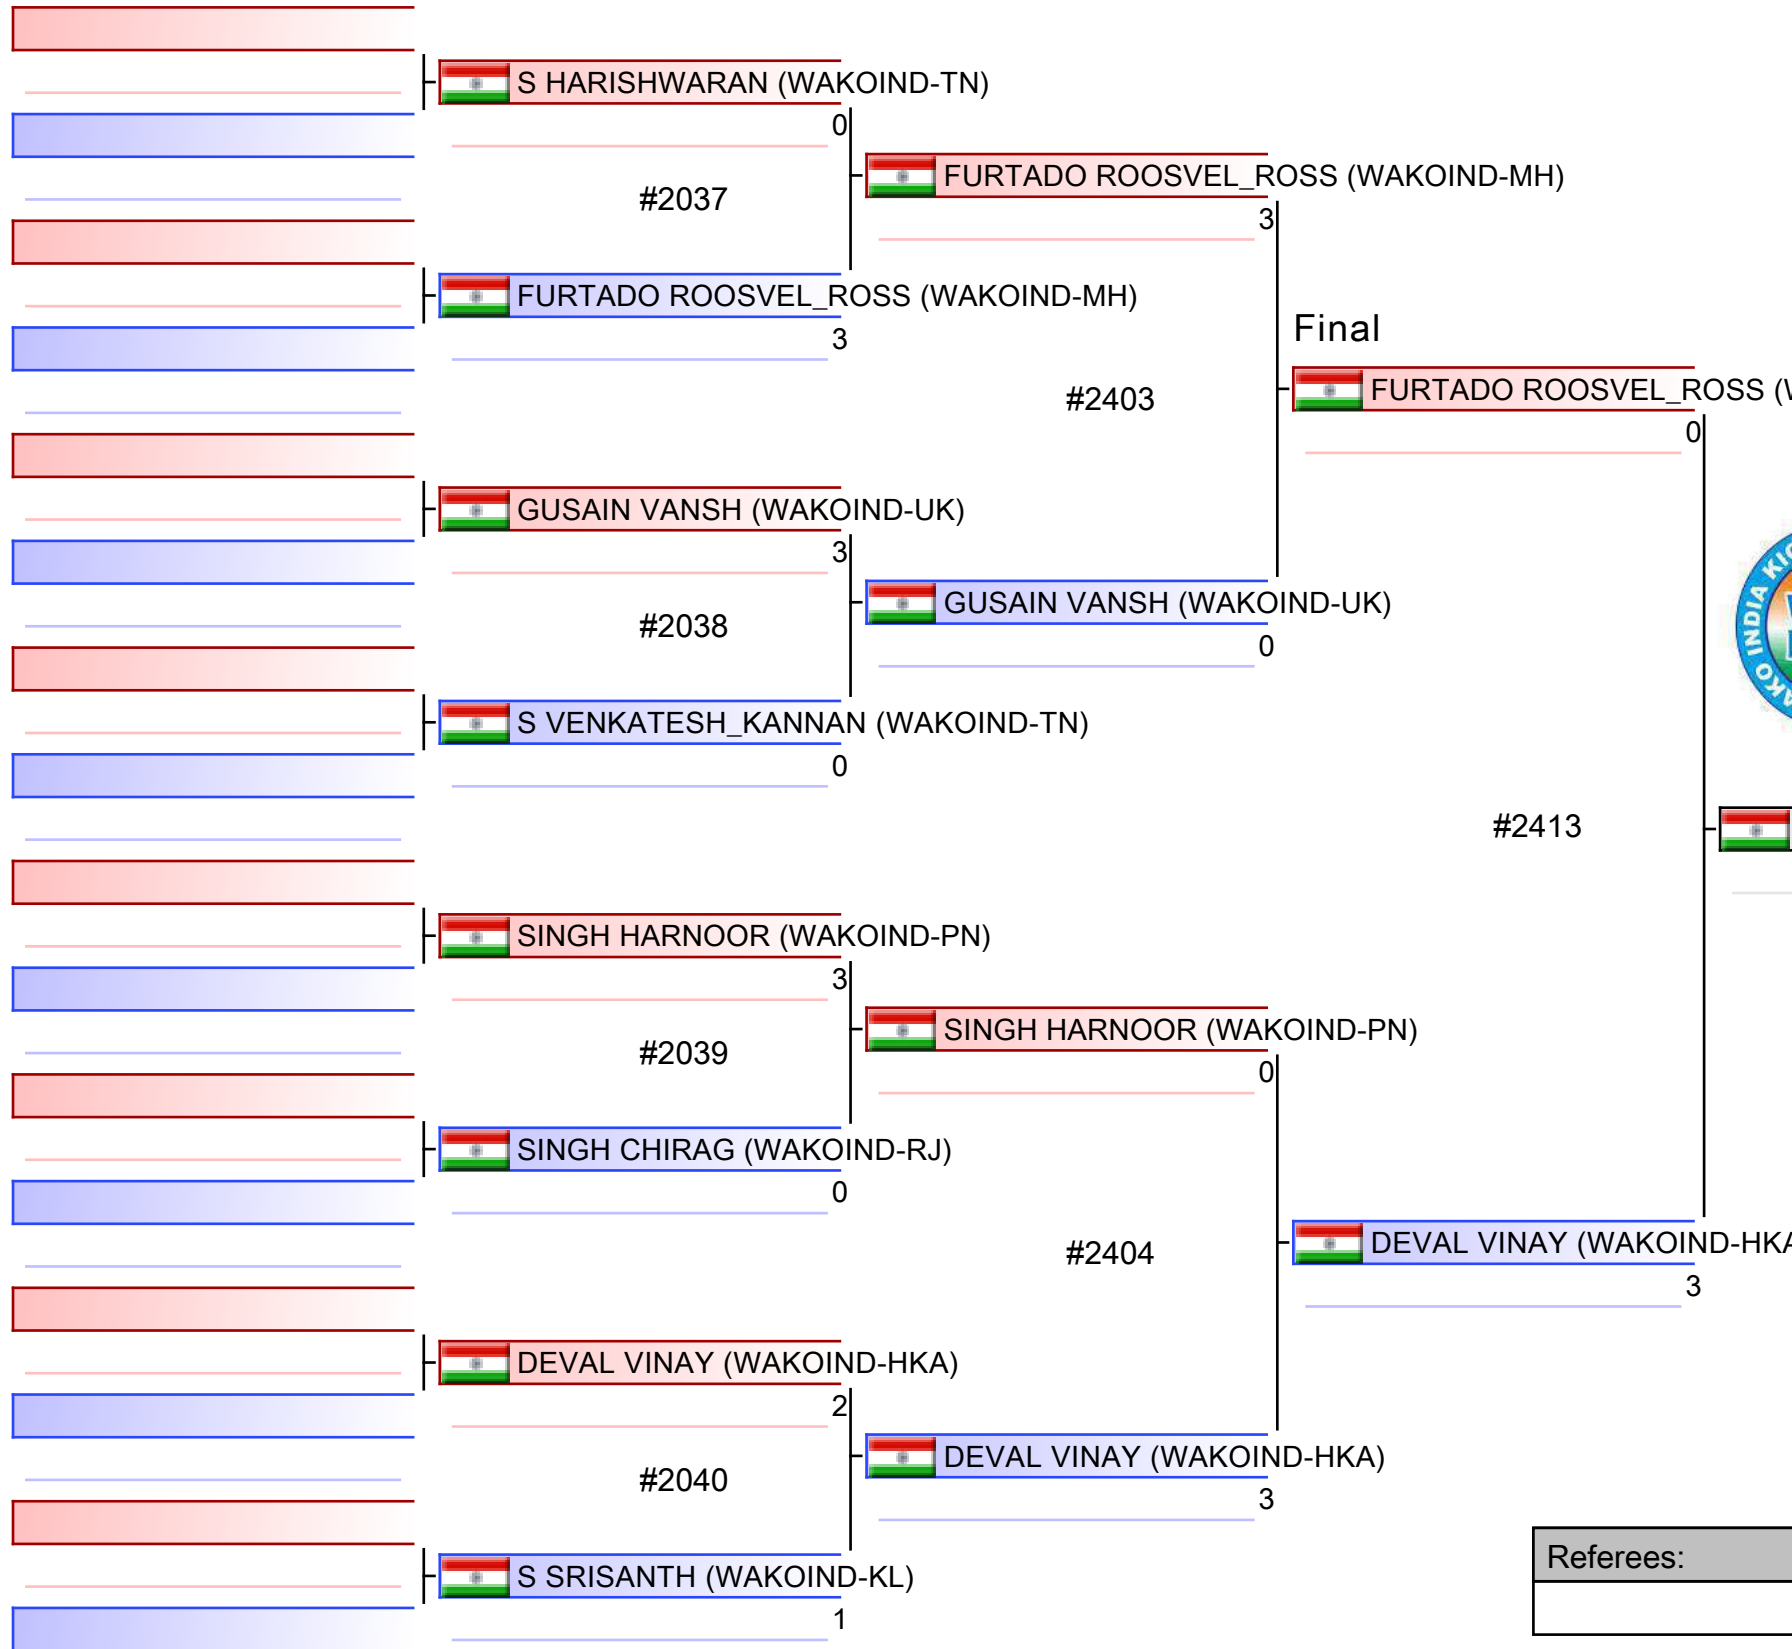 S HARISHWARAN (WAKOIND-TN)
0
#2037
FURTADO ROOSVEL_ROSS (WAKOIND-MH)
3
FURTADO ROOSVEL_ROSS (WAKOIND-MH)
3
#2403
GUSAIN VANSH (WAKOIND-UK)
3
#2038
S VENKATESH_KANNAN (WAKOIND-TN)
0
GUSAIN VANSH (WAKOIND-UK)
0
Final
FURTADO ROOSVEL_ROSS
0
#2413
INDIA
SINGH HARNOOR (WAKOIND-PN)
3
#2039
SINGH CHIRAG (WAKOIND-RJ)
0
SINGH HARNOOR (WAKOIND-PN)
0
#2404
DEVAL VINAY (WAKOIND-HKA)
2
#2040
S SRISANTH (WAKOIND-KL)
1
DEVAL VINAY (WAKOIND-HKA)
3
DEVAL VINAY (WAKOIND-HKA
3
Referees: